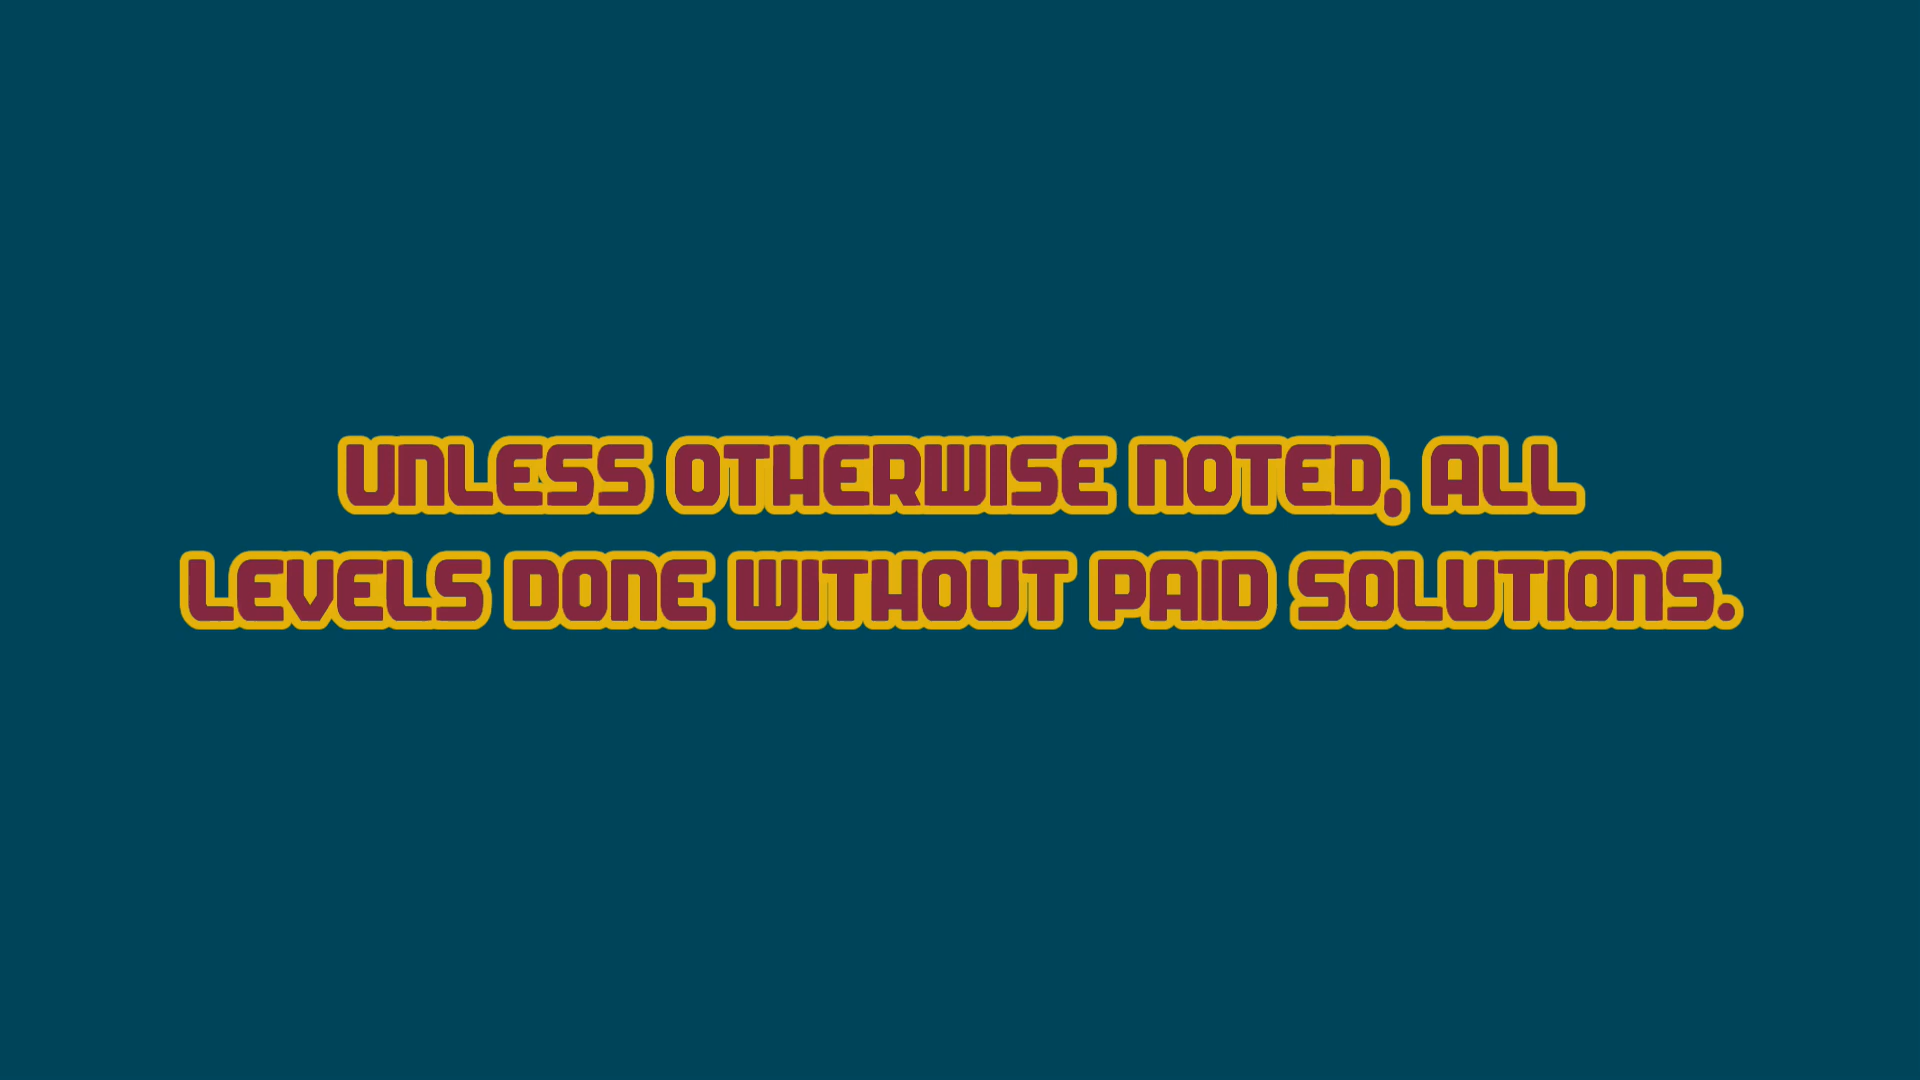 UNLESS OTHERWISE NOTED, ALL
LEVELS DONE WITHOUT PAID SOLUTIONS.